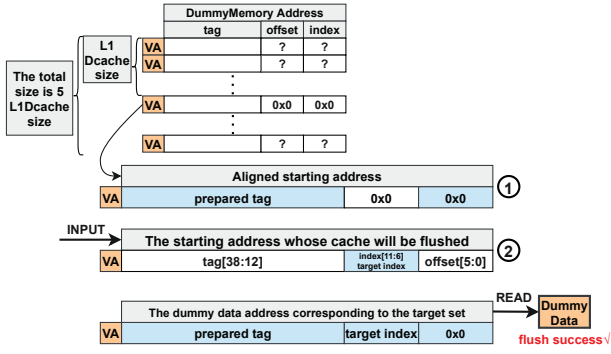 DummyMemory Address
tag offset index
L1
Dcache
size
The total
size is 5
L1Dcache
size
VA ? ?
VA ? ?
VA 0x0 0x0
VA ? ?
Aligned starting address
VA prepared tag 0x0 0x0
1
INPUT
The starting address whose cache will be flushed
VA tag[38:12] index[11:6]
target index offset[5:0]
2
The dummy data address corresponding to the target set
VA prepared tag target index 0x0
READ
Dummy
Data
flush success√